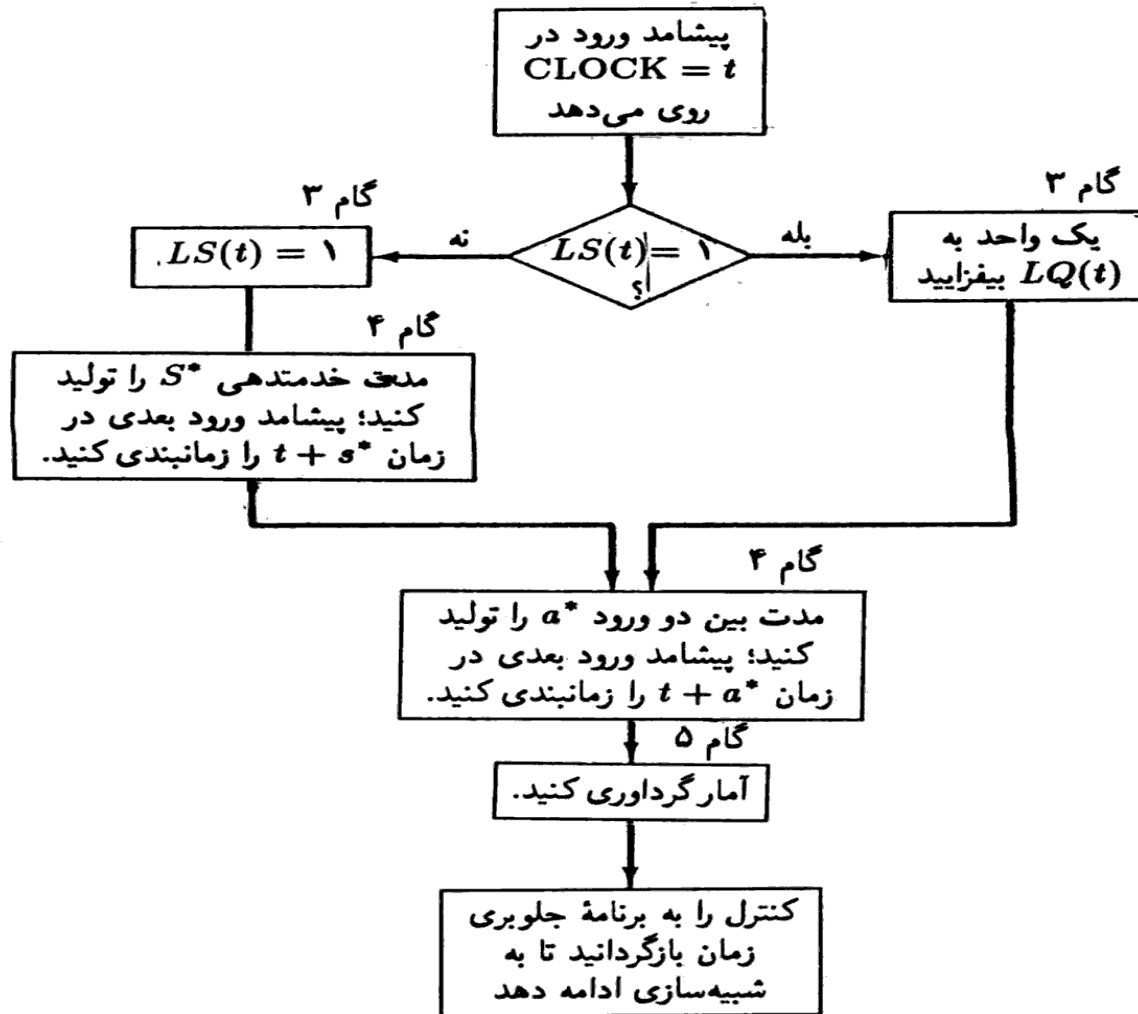 پیشامد ورود در
CLOCK = t
روی می‌دهد
گام ۳
یک واحد به
LQ(t) بیفزایید
بله
LS(t) = ۱
؟
نه
گام ۳
LS(t) = ۱.
گام ۴
مدت خدمتدهی S* را تولید
کنید؛ پیشامد ورود بعدی در
زمان t + s* را زمانبندی کنید.
گام ۴
مدت بین دو ورود a* را تولید
کنید؛ پیشامد ورود بعدی در
زمان t + a* را زمانبندی کنید.
گام ۵
آمار گرداوری کنید.
کنترل را به برنامهٔ جلوبری
زمان بازگردانید تا به
شبیه‌سازی ادامه دهد